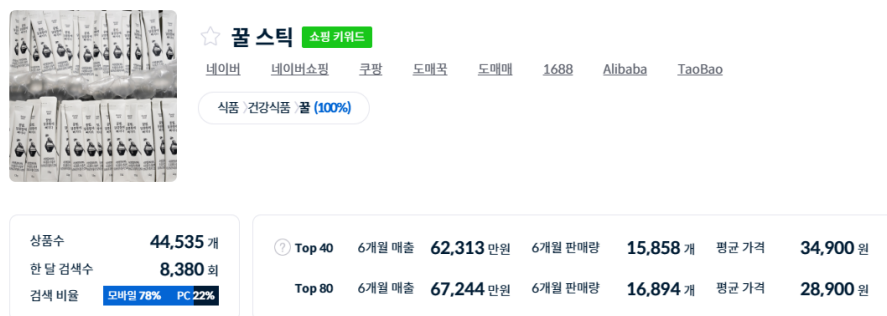 꿀 스틱 쇼핑 키워드
네이버 네이버쇼핑 쿠팡 도매꾹 도매매 1688 Alibaba TaoBao
식품 〉건강식품 〉꿀 (100%)
상품수 44,535 개
한 달 검색수 8,380 회
검색 비율 모바일 78% PC 22%
? Top 40 6개월 매출 62,313 만원 6개월 판매량 15,858 개 평균 가격 34,900 원
Top 80 6개월 매출 67,244 만원 6개월 판매량 16,894 개 평균 가격 28,900 원